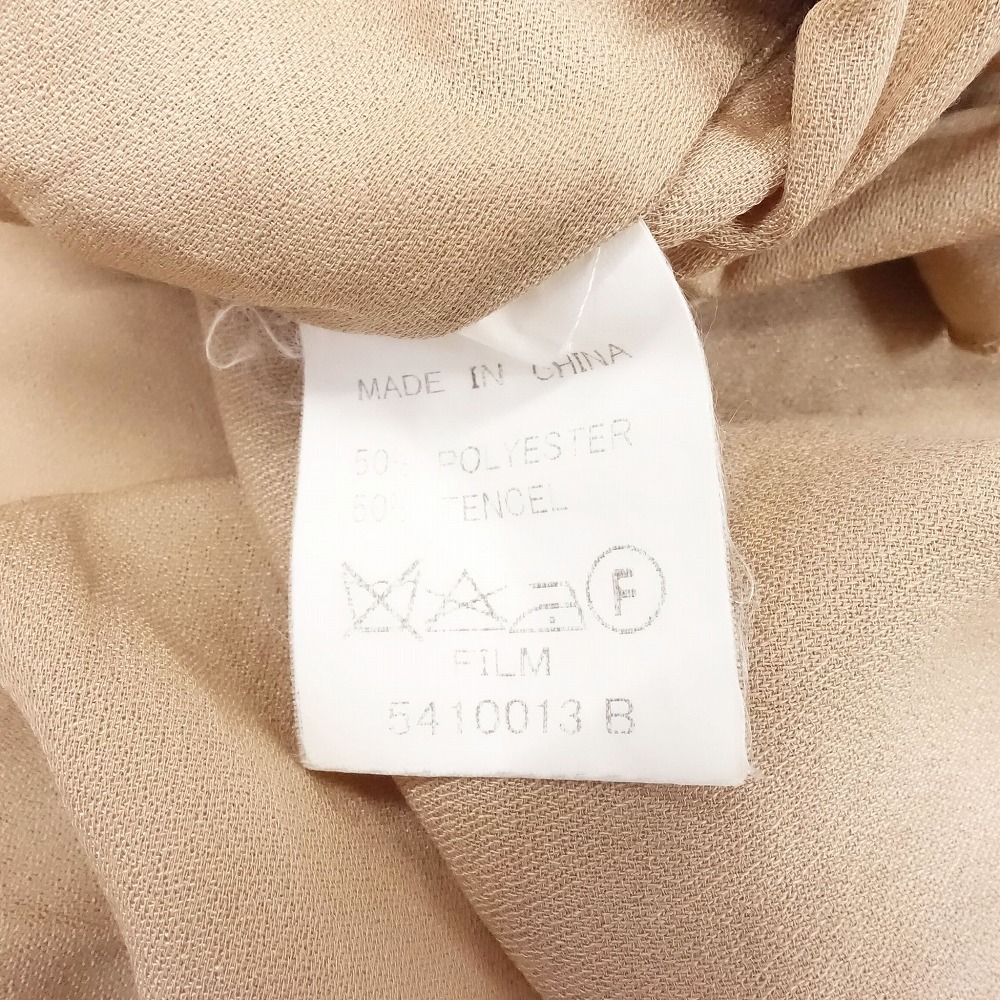 MADE IN CHINA
50% POLYESTER
50% TENCEL
F
FILM
5410013 B